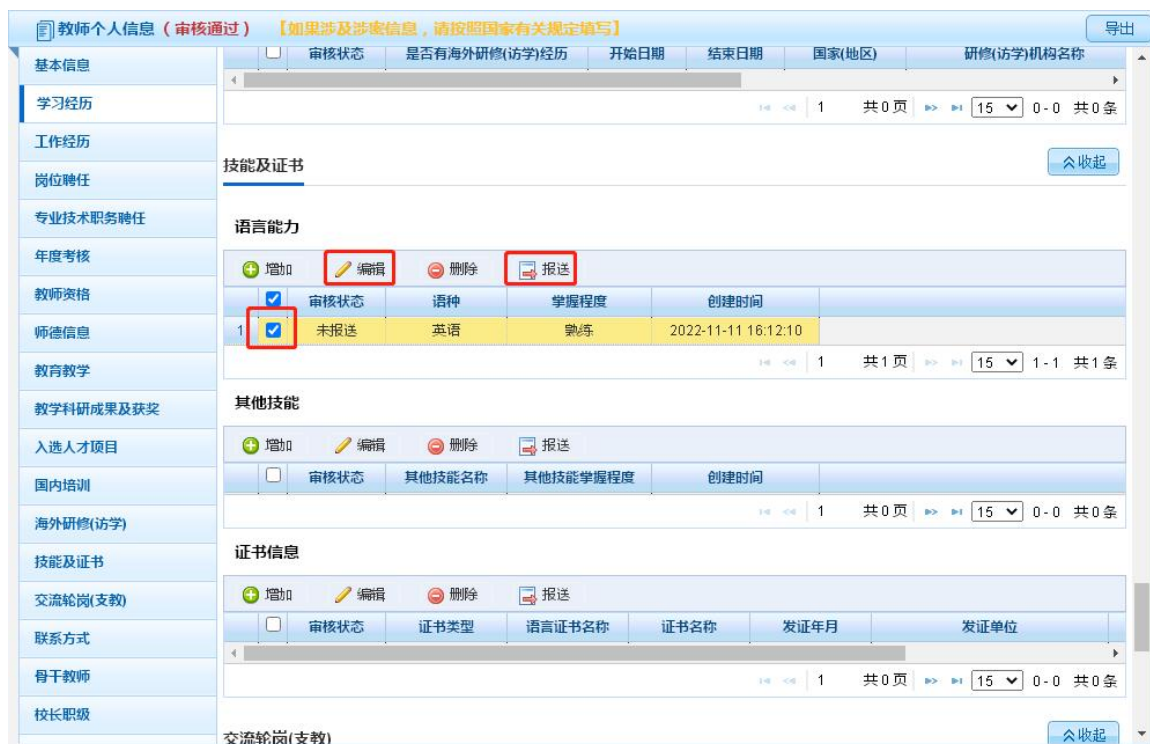 教师个人信息（审核通过） 【如果涉及涉密信息，请按照国家有关规定填写】 导出
审核状态 是否有海外研修(访学)经历 开始日期 结束日期 国家(地区) 研修(访学)机构名称
基本信息
学习经历
1 共0页 15 0-0 共0条
工作经历
技能及证书 收起
岗位聘任
专业技术职务聘任
语言能力
年度考核
增加 编辑 删除 报送
教师资格
审核状态 语种 掌握程度 创建时间
师德信息
1 未报送 英语 熟练 2022-11-11 16:12:10
教育教学
1 共1页 15 1-1 共1条
教学科研成果及获奖
其他技能
入选人才项目
增加 编辑 删除 报送
国内培训
审核状态 其他技能名称 其他技能掌握程度 创建时间
海外研修(访学)
1 共0页 15 0-0 共0条
技能及证书
证书信息
交流轮岗(支教)
增加 编辑 删除 报送
联系方式
审核状态 证书类型 语言证书名称 证书名称 发证年月 发证单位
骨干教师
1 共0页 15 0-0 共0条
校长职级
交流轮岗(支教) 收起